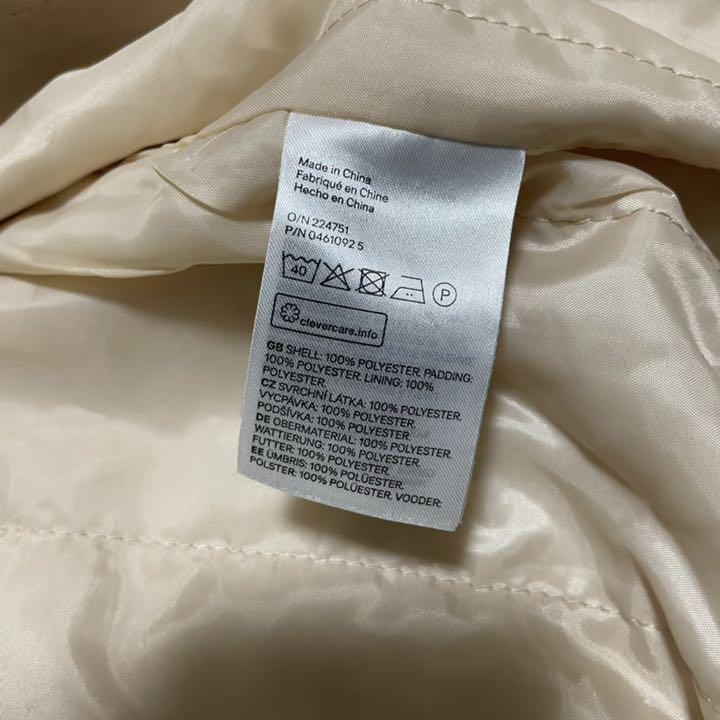 Made in China
Fabriqué en Chine
Hecho en China
O/N 224751
P/N 0461092 5
40
P
clevercare.info
GB SHELL: 100% POLYESTER. PADDING:
100% POLYESTER. LINING: 100%
POLYESTER.
CZ SVRCHNÍ LÁTKA: 100% POLYESTER.
VYCPÁVKA: 100% POLYESTER.
PODŠÍVKA: 100% POLYESTER.
DE OBERMATERIAL: 100% POLYESTER.
WATTIERUNG: 100% POLYESTER.
FUTTER: 100% POLYESTER.
EE ÜMBRIS: 100% POLÜESTER.
POLSTER: 100% POLÜESTER. VOODER: